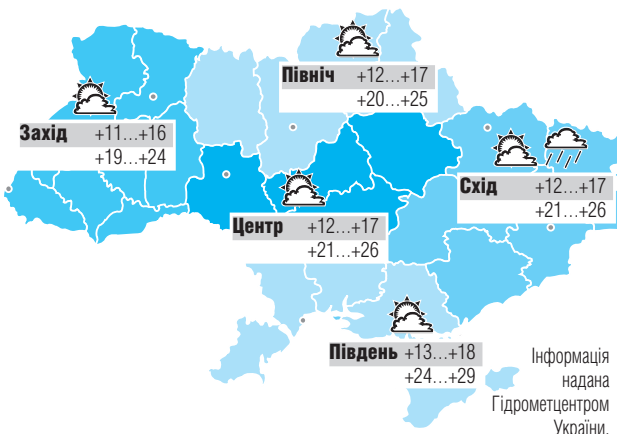 Північ +12...+17
+20...+25
Захід +11...+16
+19...+24
Схід +12...+17
+21...+26
Центр +12...+17
+21...+26
Південь +13...+18
+24...+29
Інформація
надана
Гідрометцентром
України.